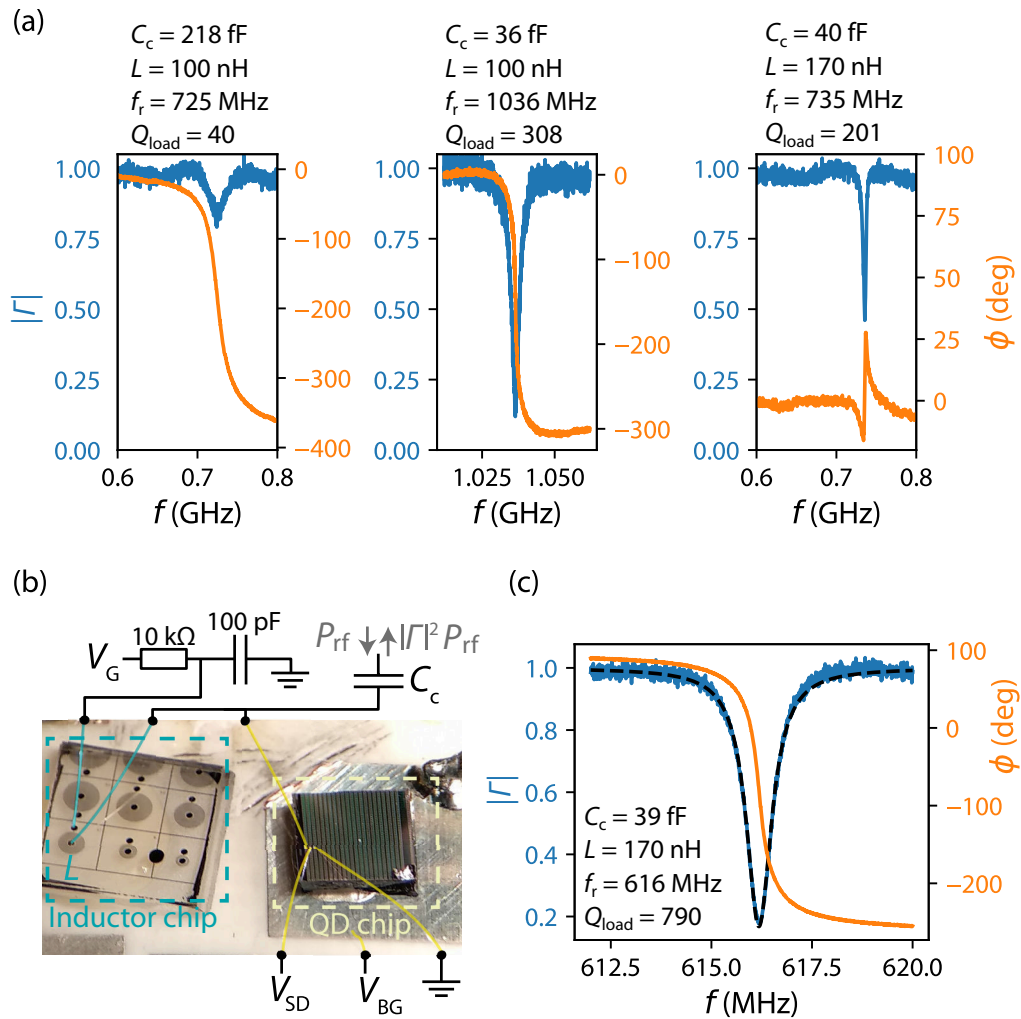 (a)
C_c = 218 fF
L = 100 nH
f_r = 725 MHz
Q_load = 40
C_c = 36 fF
L = 100 nH
f_r = 1036 MHz
Q_load = 308
C_c = 40 fF
L = 170 nH
f_r = 735 MHz
Q_load = 201
|Γ|
1.00
0.75
0.50
0.25
0.00
0
−100
−200
−300
−400
0.6
0.7
0.8
f (GHz)
1.00
0.75
0.50
0.25
0.00
0
−100
−200
−300
1.025
1.050
f (GHz)
1.00
0.75
0.50
0.25
0.00
100
75
50
25
0
ϕ (deg)
0.6
0.7
0.8
f (GHz)
(b)
V_G
10 kΩ
100 pF
P_rf
|Γ|² P_rf
C_c
L
Inductor chip
QD chip
V_SD
V_BG
(c)
|Γ|
1.0
0.8
0.6
0.4
0.2
C_c = 39 fF
L = 170 nH
f_r = 616 MHz
Q_load = 790
100
0
−100
−200
ϕ (deg)
612.5
615.0
617.5
620.0
f (MHz)